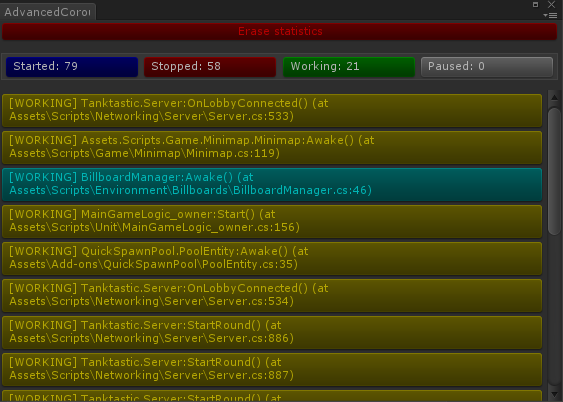 AdvancedCorou
Erase statistics
Started: 79 Stopped: 58 Working: 21 Paused: 0
[WORKING] Tanktastic.Server:OnLobbyConnected() (at
Assets\Scripts\Networking\Server\Server.cs:533)
[WORKING] Assets.Scripts.Game.Minimap.Minimap:Awake() (at
Assets\Scripts\Game\Minimap\Minimap.cs:119)
[WORKING] BillboardManager:Awake() (at
Assets\Scripts\Environment\Billboards\BillboardManager.cs:46)
[WORKING] MainGameLogic_owner:Start() (at
Assets\Scripts\Unit\MainGameLogic_owner.cs:156)
[WORKING] QuickSpawnPool.PoolEntity:Awake() (at
Assets\Add-ons\QuickSpawnPool\PoolEntity.cs:35)
[WORKING] Tanktastic.Server:OnLobbyConnected() (at
Assets\Scripts\Networking\Server\Server.cs:534)
[WORKING] Tanktastic.Server:StartRound() (at
Assets\Scripts\Networking\Server\Server.cs:886)
[WORKING] Tanktastic.Server:StartRound() (at
Assets\Scripts\Networking\Server\Server.cs:887)
[WORKING] Tanktastic.Server:StartRound() (at